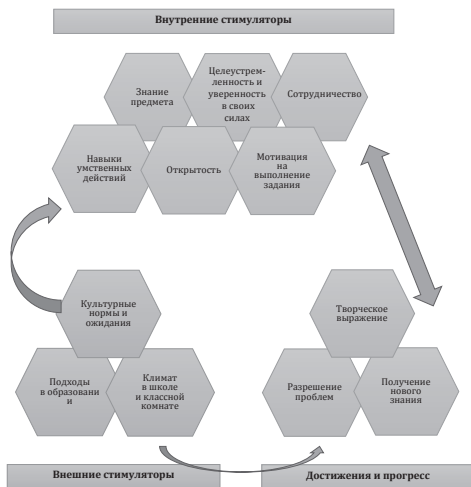 Внутренние стимуляторы
Знание
предмета
Целеустрем-
ленность и
уверенность
в своих
силах
Сотрудничество
Навыки
умственных
действий
Открытость
Мотивация
на
выполнение
задания
Культурные
нормы и
ожидания
Подходы
в образовани
и
Климат
в школе
и классной
комнате
Творческое
выражение
Разрешение
проблем
Получение
нового
знания
Внешние стимуляторы
Достижения и прогресс